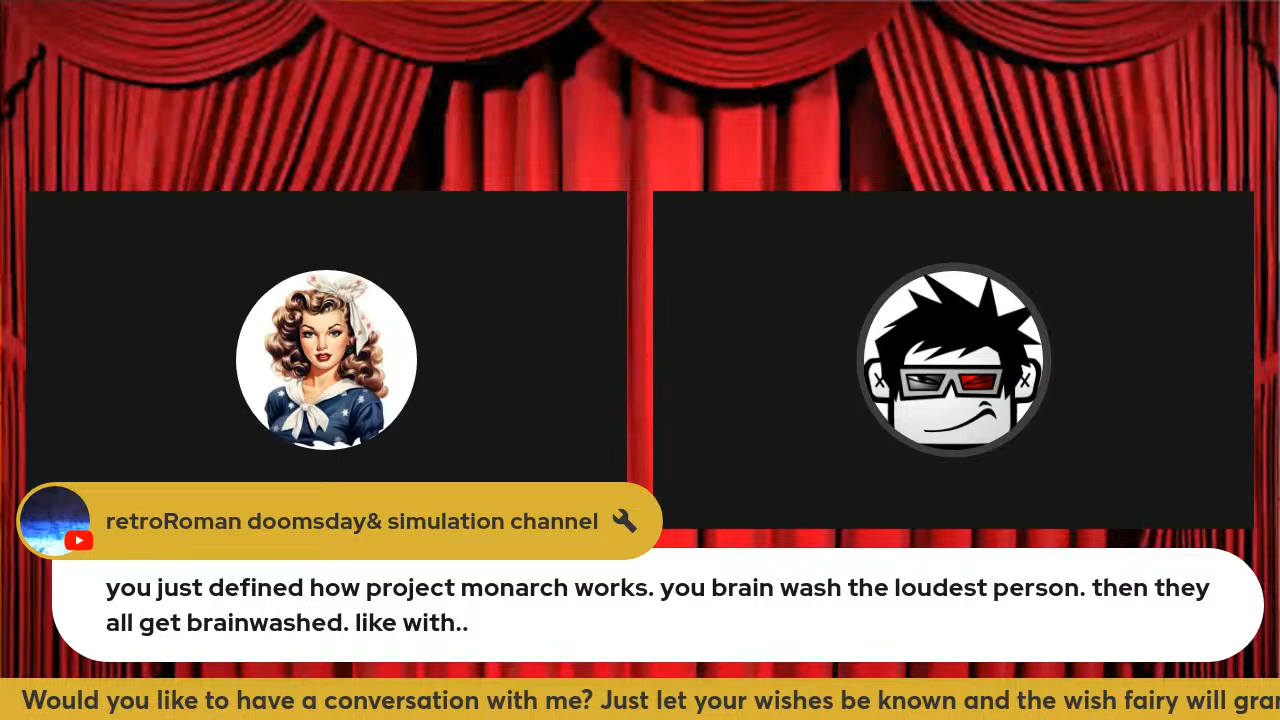 retroRoman doomsday& simulation channel
you just defined how project monarch works. you brain wash the loudest person. then they
all get brainwashed. like with..
Would you like to have a conversation with me? Just let your wishes be known and the wish fairy will gra